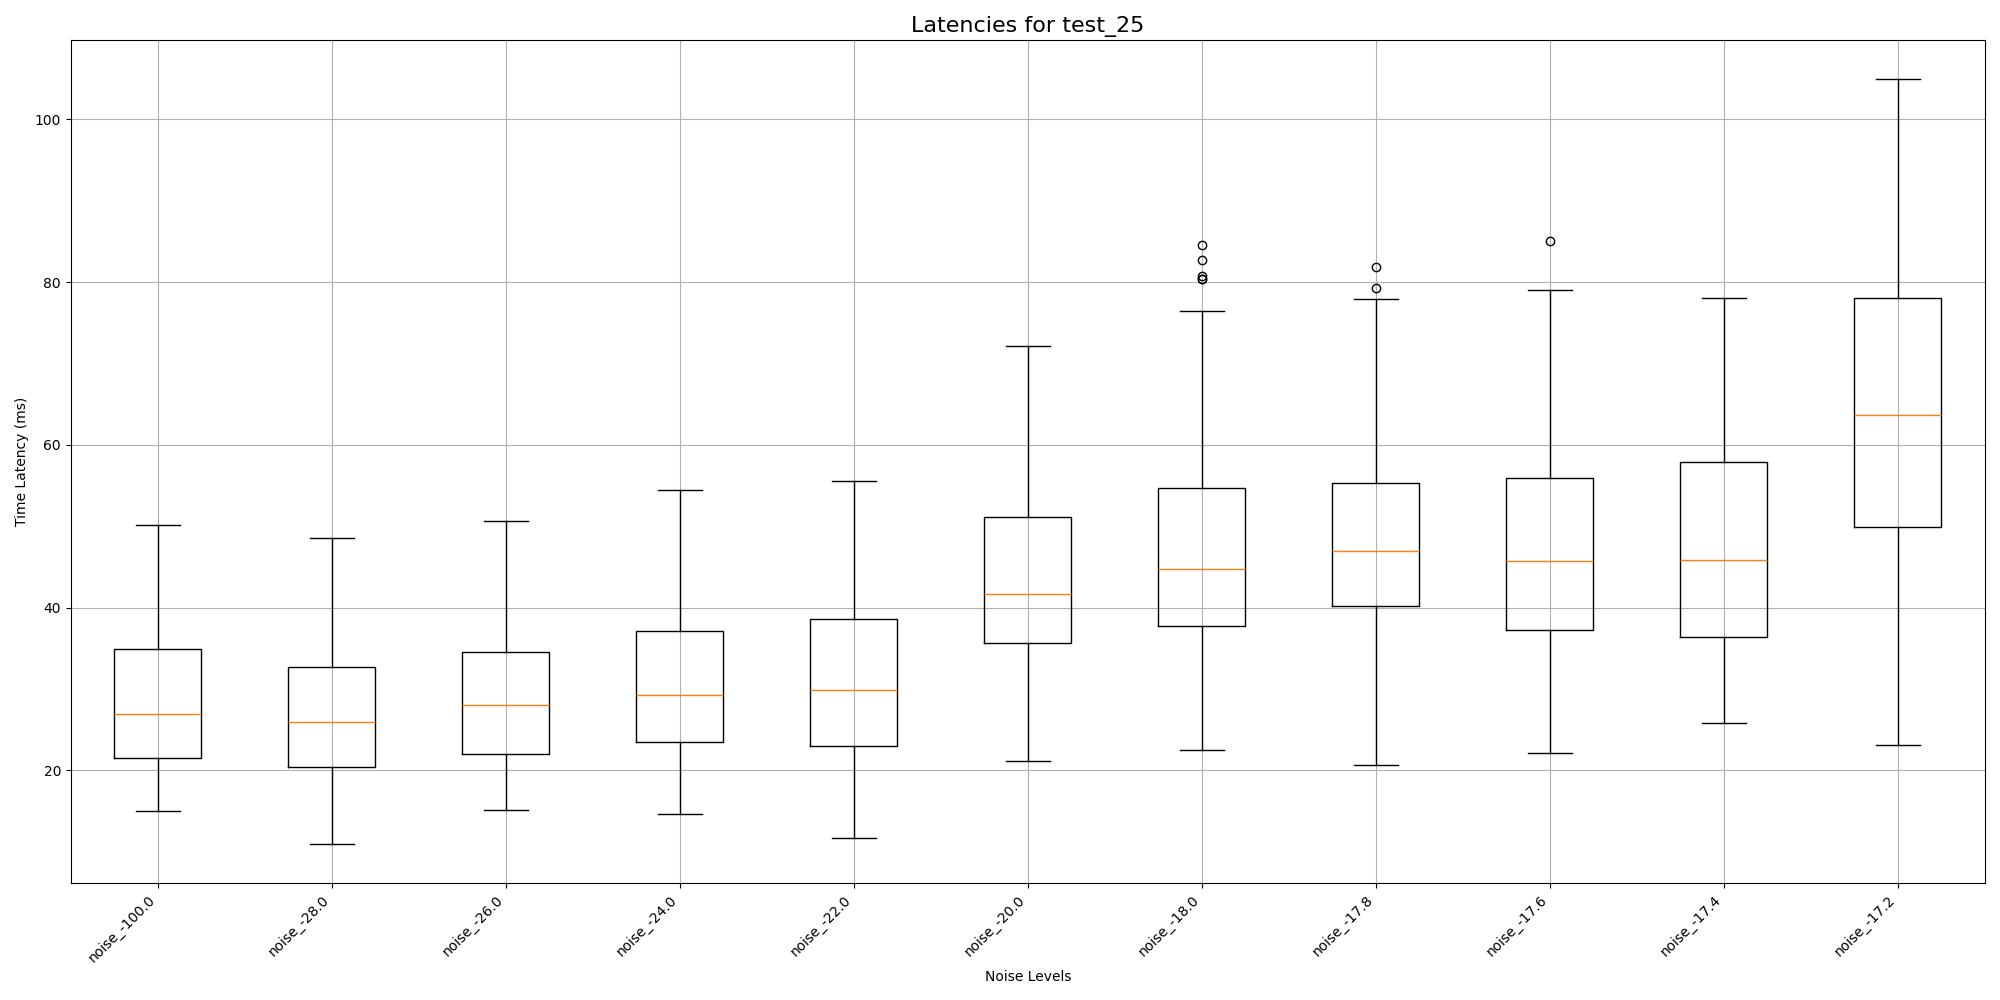 Latencies for test_25
Time Latency (ms)
100
80
60
40
20
noise_-100.0
noise_-28.0
noise_-26.0
noise_-24.0
noise_-22.0
noise_-20.0
noise_-18.0
noise_-17.8
noise_-17.6
noise_-17.4
noise_-17.2
Noise Levels